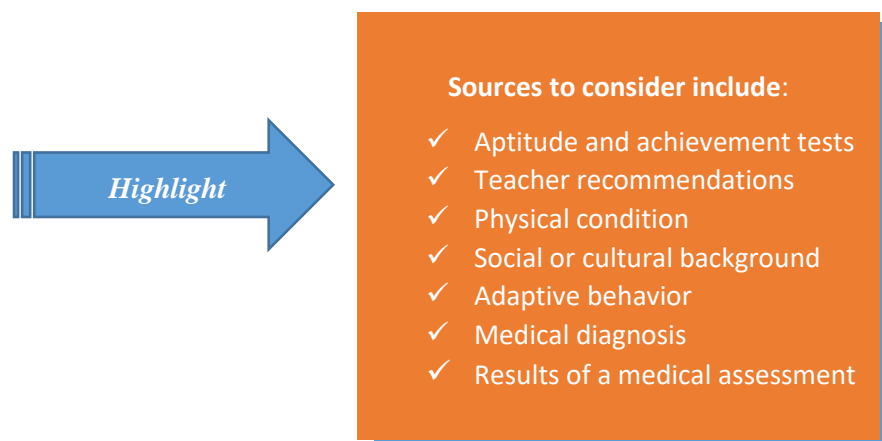 Highlight
Sources to consider include:
✓ Aptitude and achievement tests
✓ Teacher recommendations
✓ Physical condition
✓ Social or cultural background
✓ Adaptive behavior
✓ Medical diagnosis
✓ Results of a medical assessment